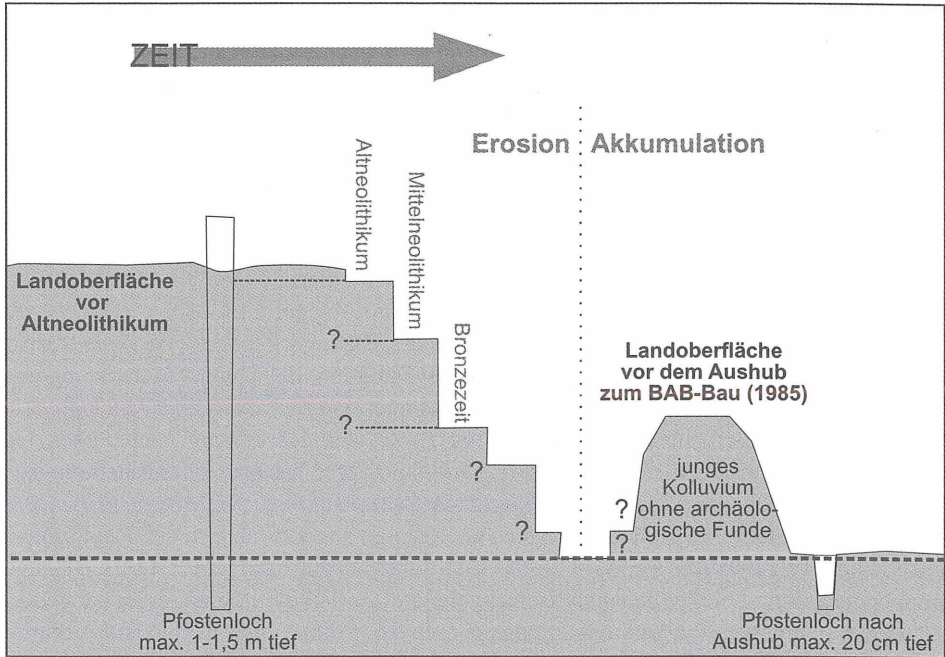 ZEIT
Erosion
Akkumulation
Altneolithikum
Mittelneolithikum
Bronzezeit
Landoberfläche
vor
Altneolithikum
?
?
?
?
Landoberfläche
vor dem Aushub
zum BAB-Bau (1985)
junges
Kolluvium
ohne archäolo-
gische Funde
?
?
Pfostenloch
max. 1-1,5 m tief
Pfostenloch nach
Aushub max. 20 cm tief